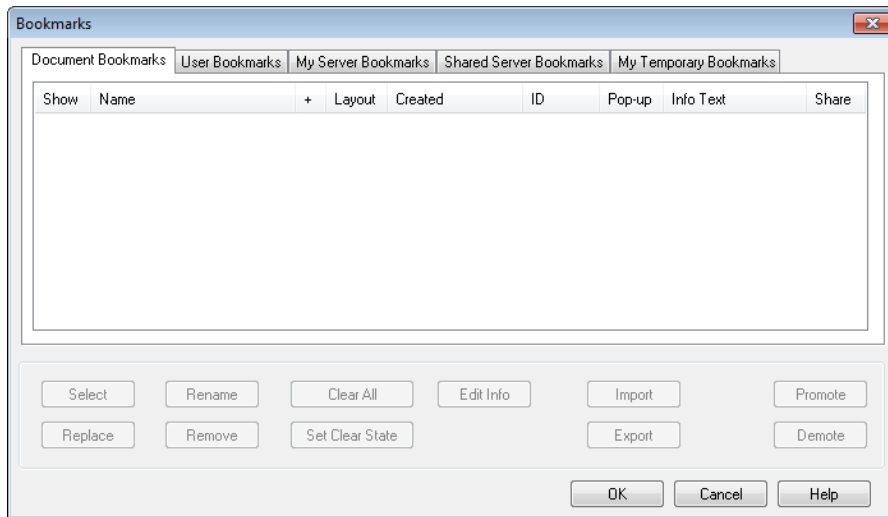 Bookmarks
Document Bookmarks User Bookmarks My Server Bookmarks Shared Server Bookmarks My Temporary Bookmarks
Show Name + Layout Created ID Pop-up Info Text Share
Select Rename Clear All Edit Info Import Promote
Replace Remove Set Clear State Export Demote
OK Cancel Help